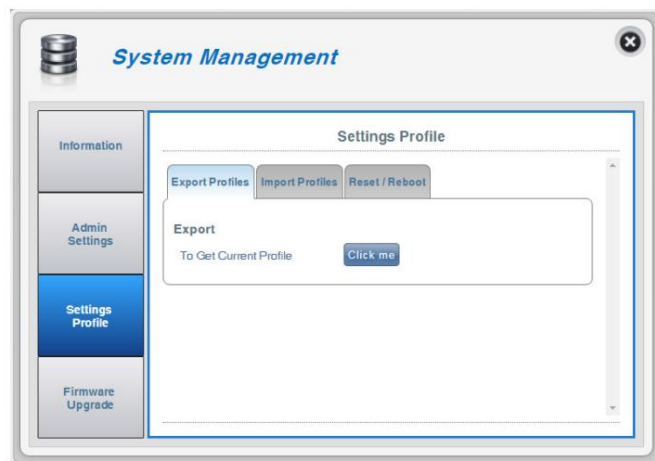 System Management
Information
Admin
Settings
Settings
Profile
Firmware
Upgrade
Settings Profile
Export Profiles Import Profiles Reset / Reboot
Export
To Get Current Profile Click me